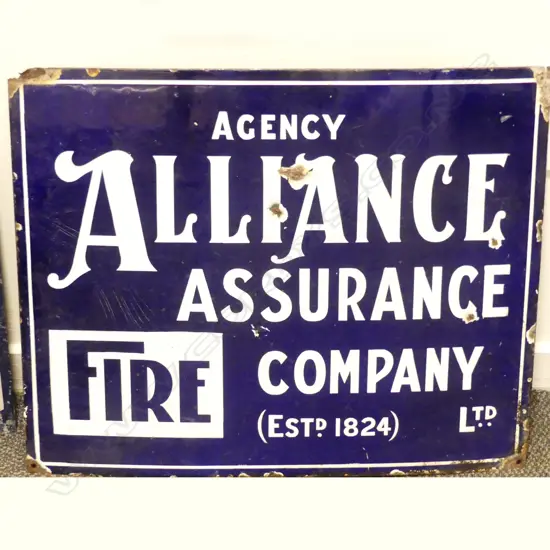 AGENCY
ALLIANCE
ASSURANCE
FIRE COMPANY
(ESTD. 1824) LTD.